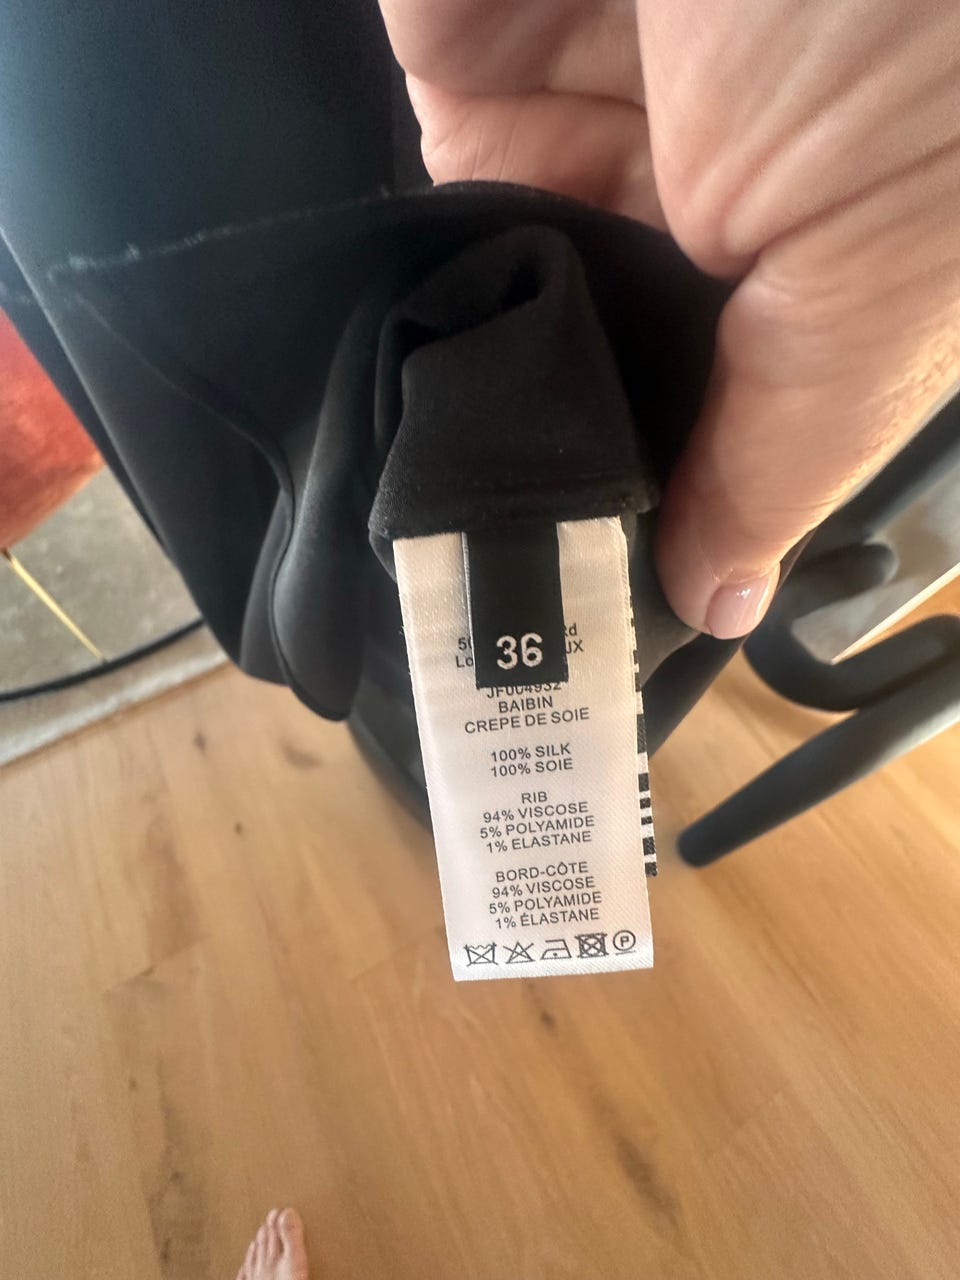 36
JF004932
BAIBIN
CREPE DE SOIE
100% SILK
100% SOIE
RIB
94% VISCOSE
5% POLYAMIDE
1% ELASTANE
BORD-CÔTE
94% VISCOSE
5% POLYAMIDE
1% ÉLASTANE
P